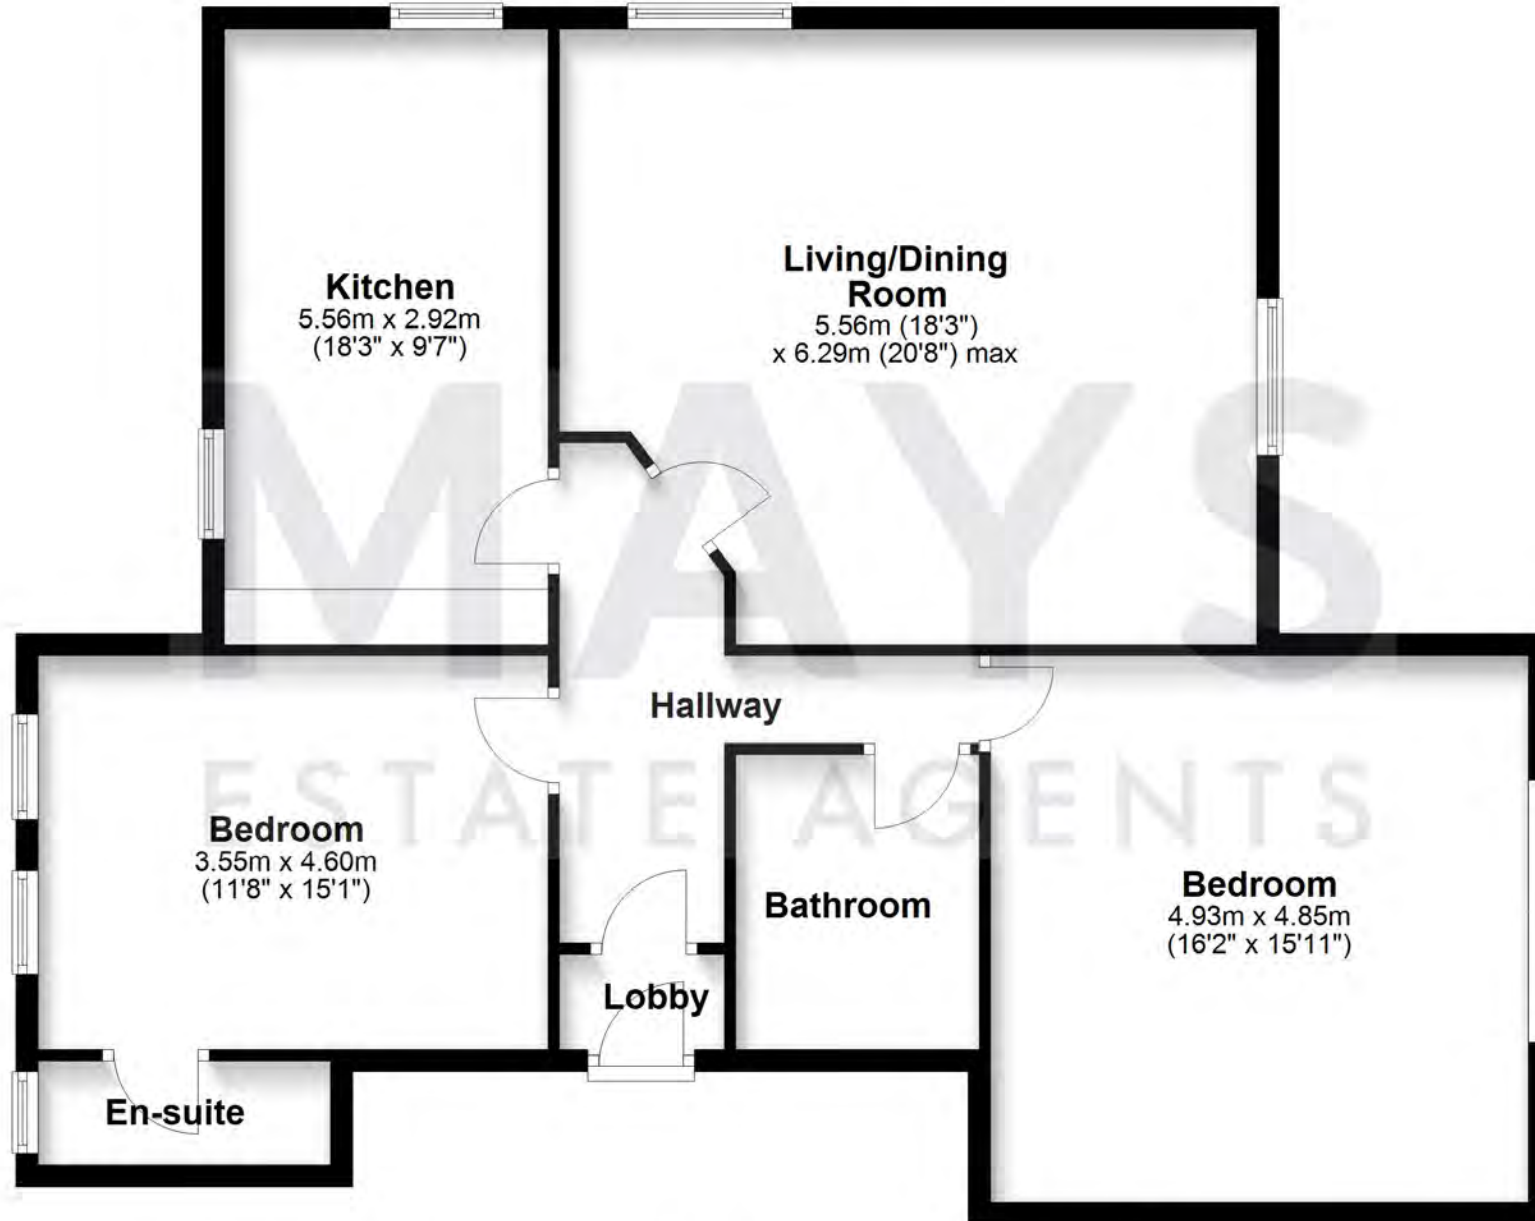 Kitchen
5.56m x 2.92m
(18'3" x 9'7")
Living/Dining
Room
5.56m (18'3")
x 6.29m (20'8") max
MAYS
ESTATE AGENTS
Hallway
Bedroom
3.55m x 4.60m
(11'8" x 15'1")
Bathroom
Bedroom
4.93m x 4.85m
(16'2" x 15'11")
Lobby
En-suite